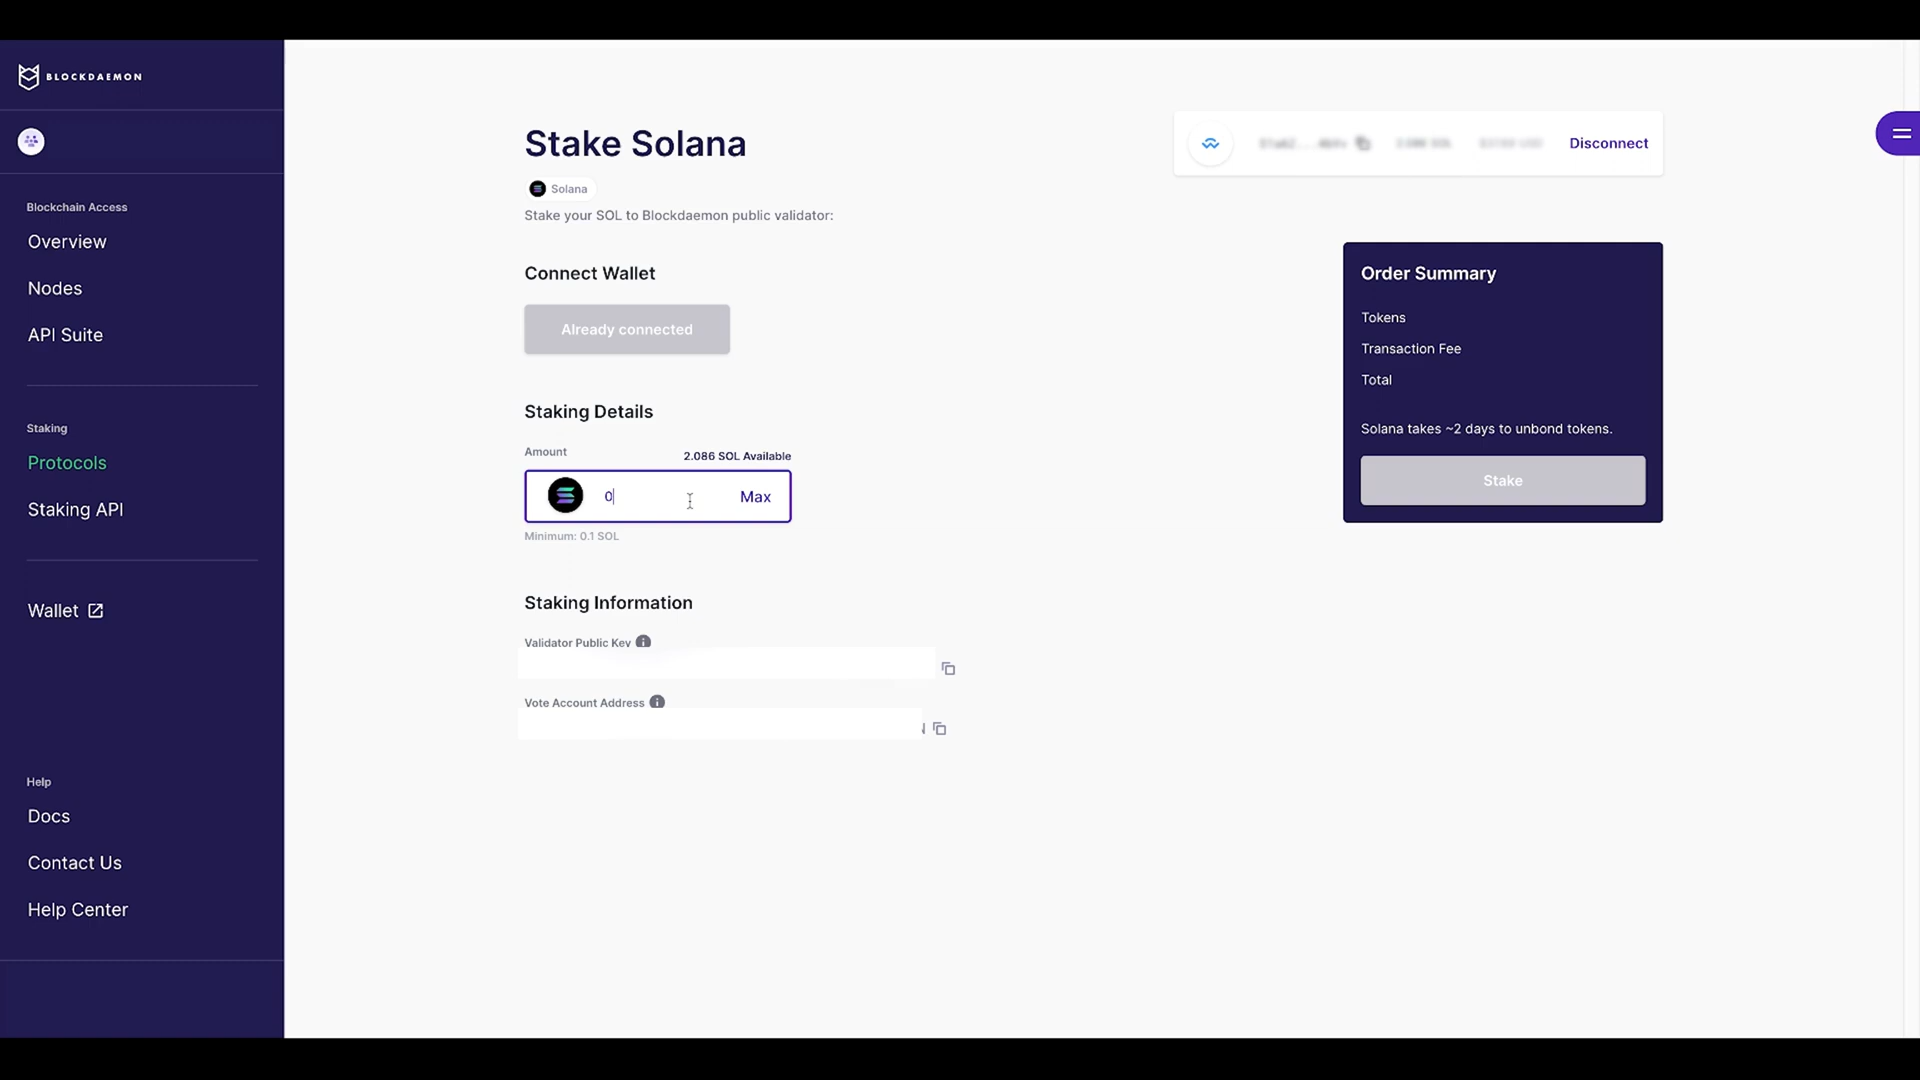 BLOCKDAEMON
Blockchain Access
Overview
Nodes
API Suite
Staking
Protocols
Staking API
Wallet
Help
Docs
Contact Us
Help Center
Stake Solana
Solana
Stake your SOL to Blockdaemon public validator:
Connect Wallet
Already connected
Staking Details
Amount
2.086 SOL Available
0
Max
Minimum: 0.1 SOL
Staking Information
Validator Public Key
Vote Account Address
Disconnect
Order Summary
Tokens
Transaction Fee
Total
Solana takes ~2 days to unbond tokens.
Stake